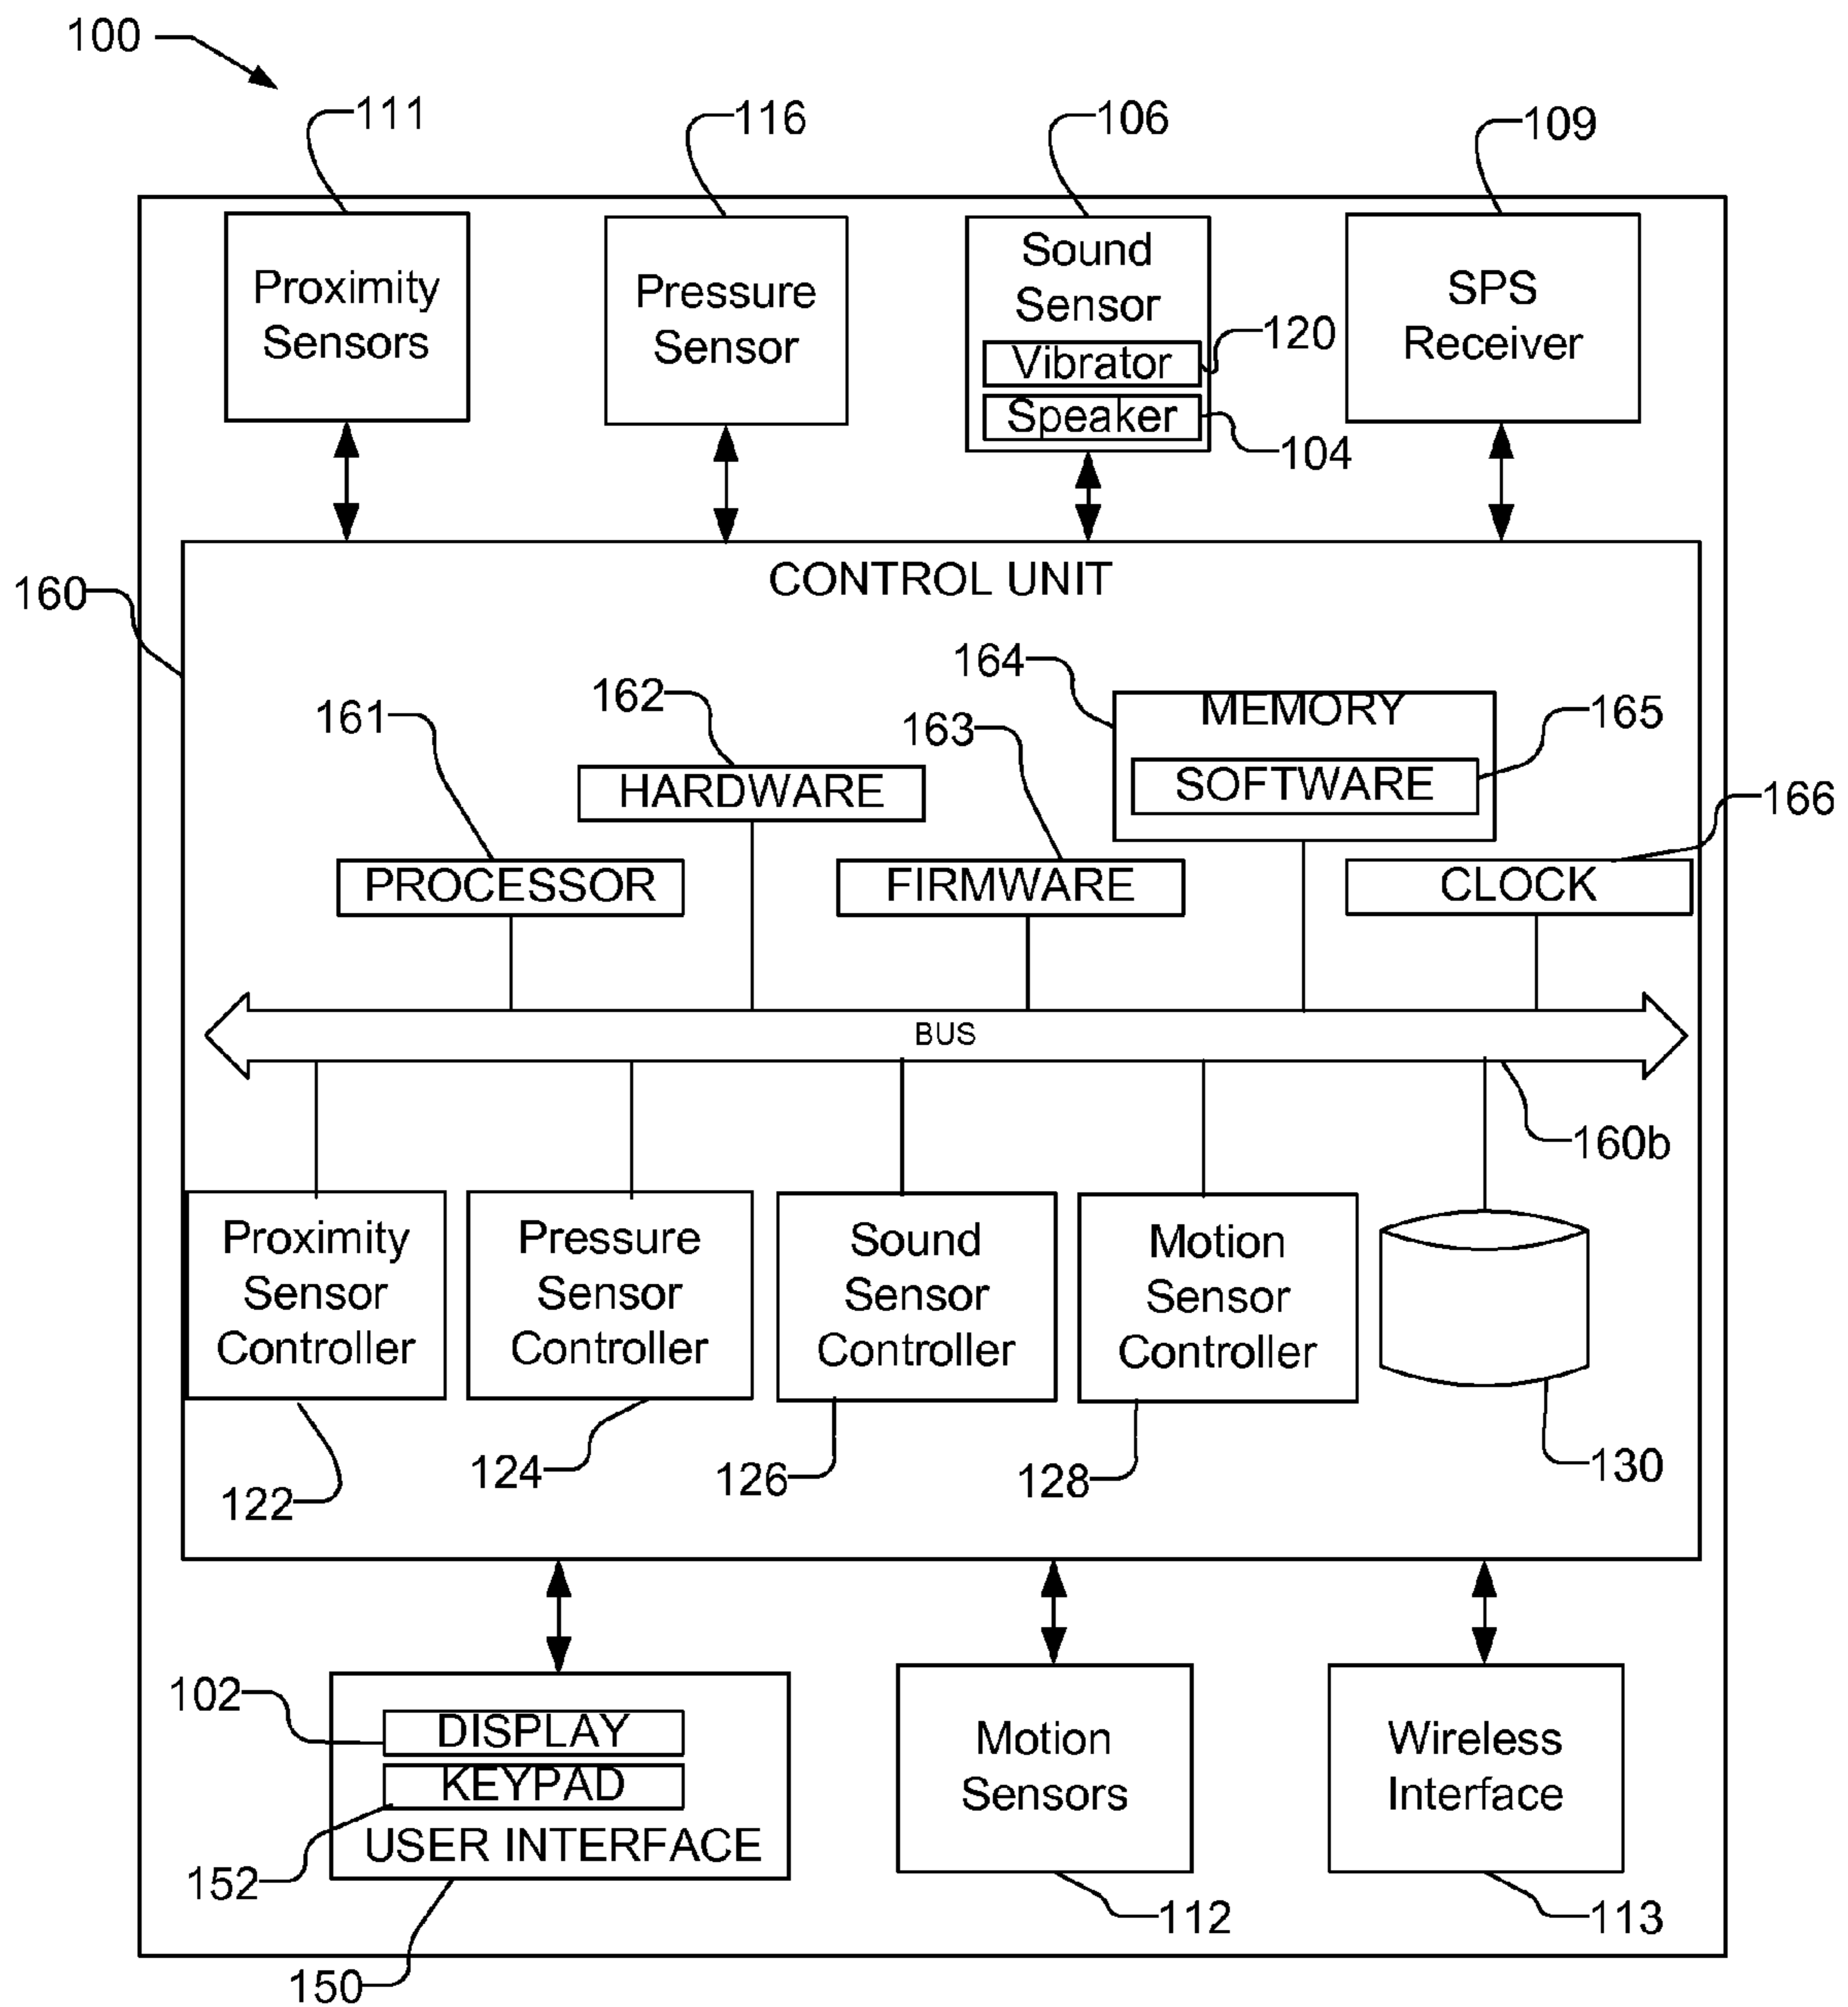 100
111
116
106
109
Proximity
Sensors
Pressure
Sensor
Sound
Sensor
Vibrator
120
Speaker
104
SPS
Receiver
160
CONTROL UNIT
164
MEMORY
165
SOFTWARE
162
HARDWARE
161
PROCESSOR
163
FIRMWARE
166
CLOCK
BUS
160b
Proximity
Sensor
Controller
Pressure
Sensor
Controller
Sound
Sensor
Controller
Motion
Sensor
Controller
122
124
126
128
130
102
DISPLAY
KEYPAD
152
USER INTERFACE
150
Motion
Sensors
112
Wireless
Interface
113